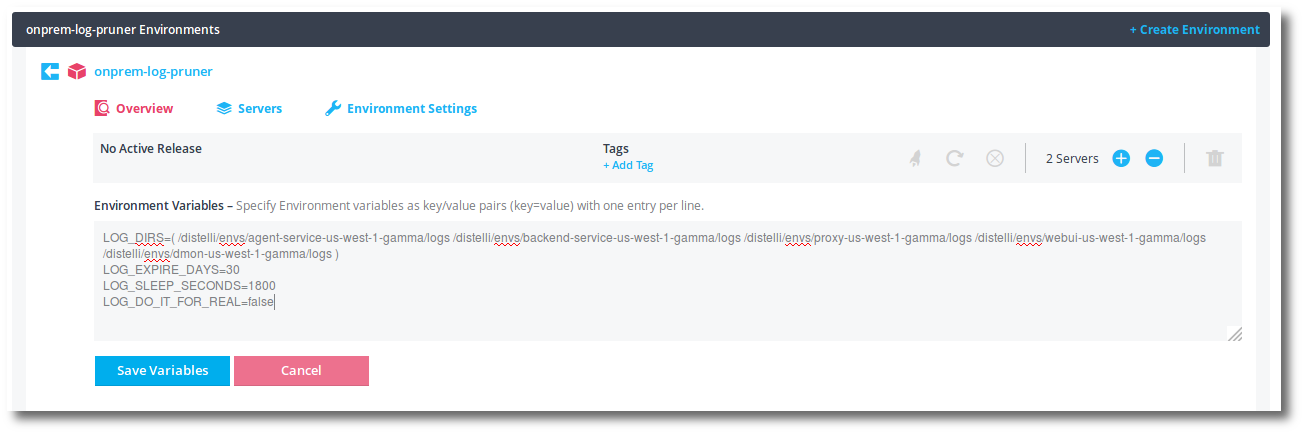 onprem-log-pruner Environments
+ Create Environment
onprem-log-pruner
Overview
Servers
Environment Settings
No Active Release
Tags
+ Add Tag
2 Servers
Environment Variables – Specify Environment variables as key/value pairs (key=value) with one entry per line.
LOG_DIRS=( /distelli/envs/agent-service-us-west-1-gamma/logs /distelli/envs/backend-service-us-west-1-gamma/logs /distelli/envs/proxy-us-west-1-gamma/logs /distelli/envs/webui-us-west-1-gamma/logs
/distelli/envs/dmon-us-west-1-gamma/logs )
LOG_EXPIRE_DAYS=30
LOG_SLEEP_SECONDS=1800
LOG_DO_IT_FOR_REAL=false
Save Variables
Cancel